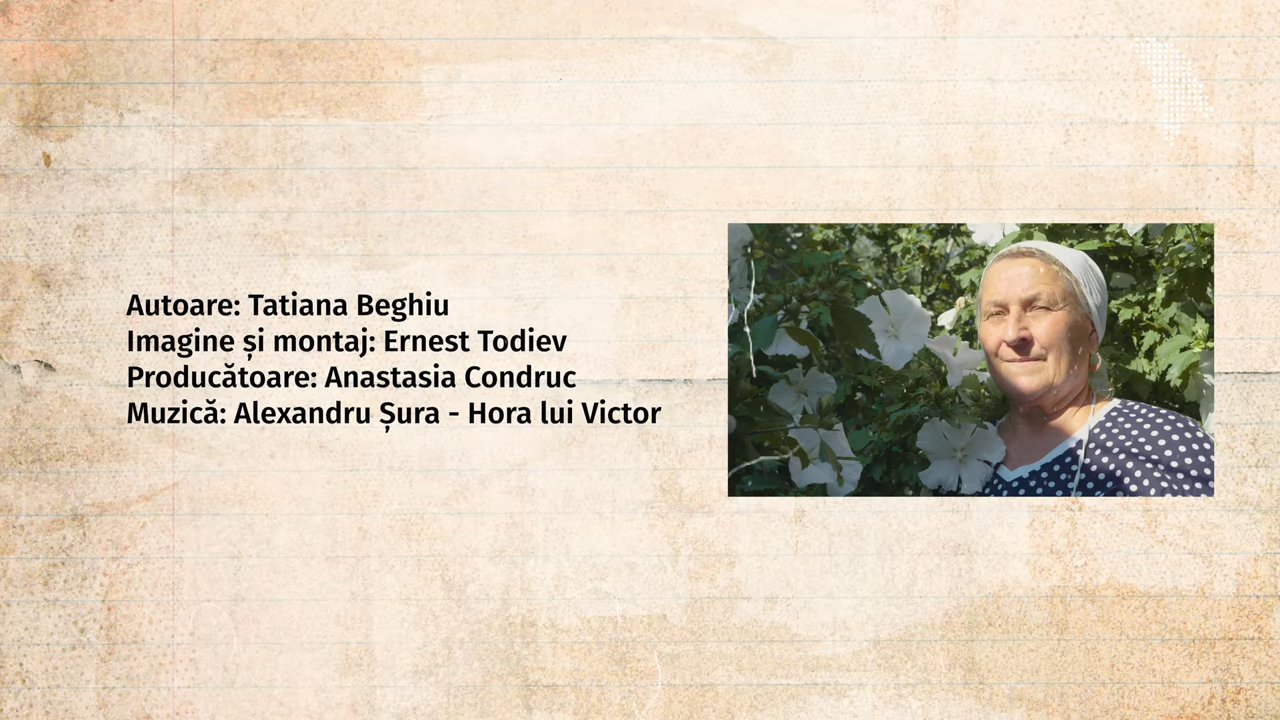 Autoare: Tatiana Beghiu
Imagine și montaj: Ernest Todiev
Producătoare: Anastasia Condruc
Muzică: Alexandru Șura - Hora lui Victor